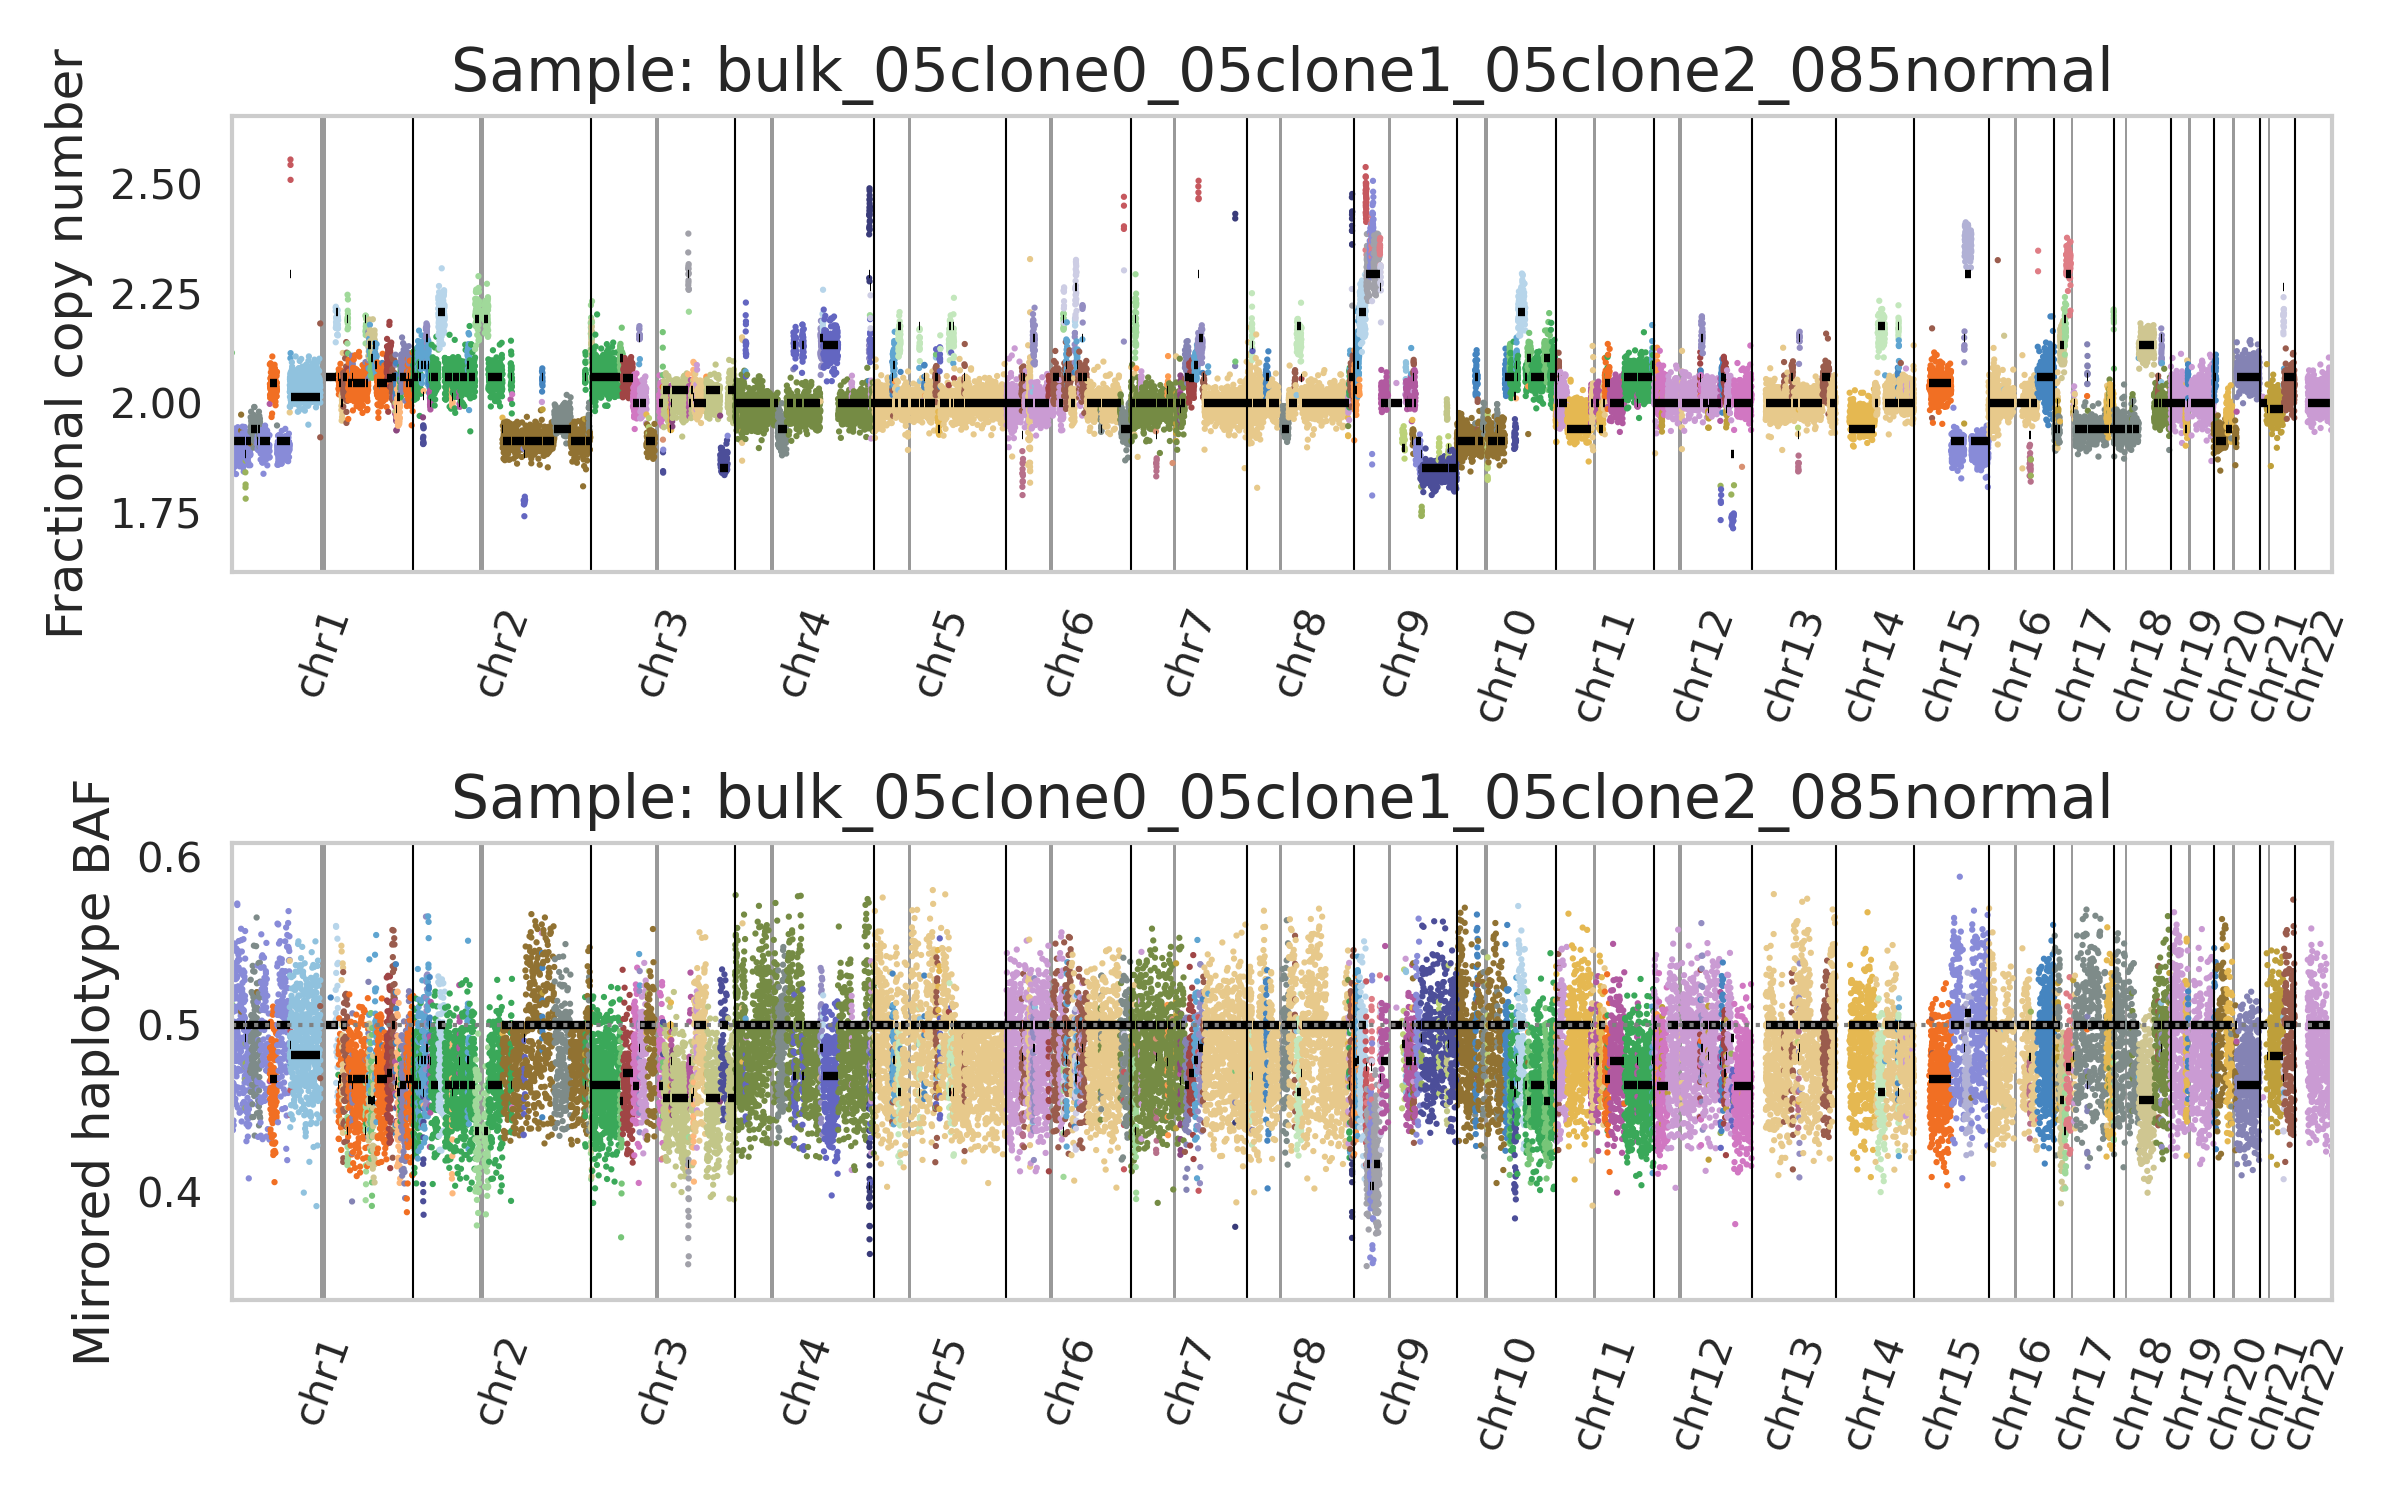 Sample: bulk_05clone0_05clone1_05clone2_085normal
Fractional copy number
2.50
2.25
2.00
1.75
chr1
chr2
chr3
chr4
chr5
chr6
chr7
chr8
chr9
chr10
chr11
chr12
chr13
chr14
chr15
chr16
chr17
chr18
chr19
chr20
chr21
chr22
Sample: bulk_05clone0_05clone1_05clone2_085normal
Mirrored haplotype BAF
0.6
0.5
0.4
chr1
chr2
chr3
chr4
chr5
chr6
chr7
chr8
chr9
chr10
chr11
chr12
chr13
chr14
chr15
chr16
chr17
chr18
chr19
chr20
chr21
chr22